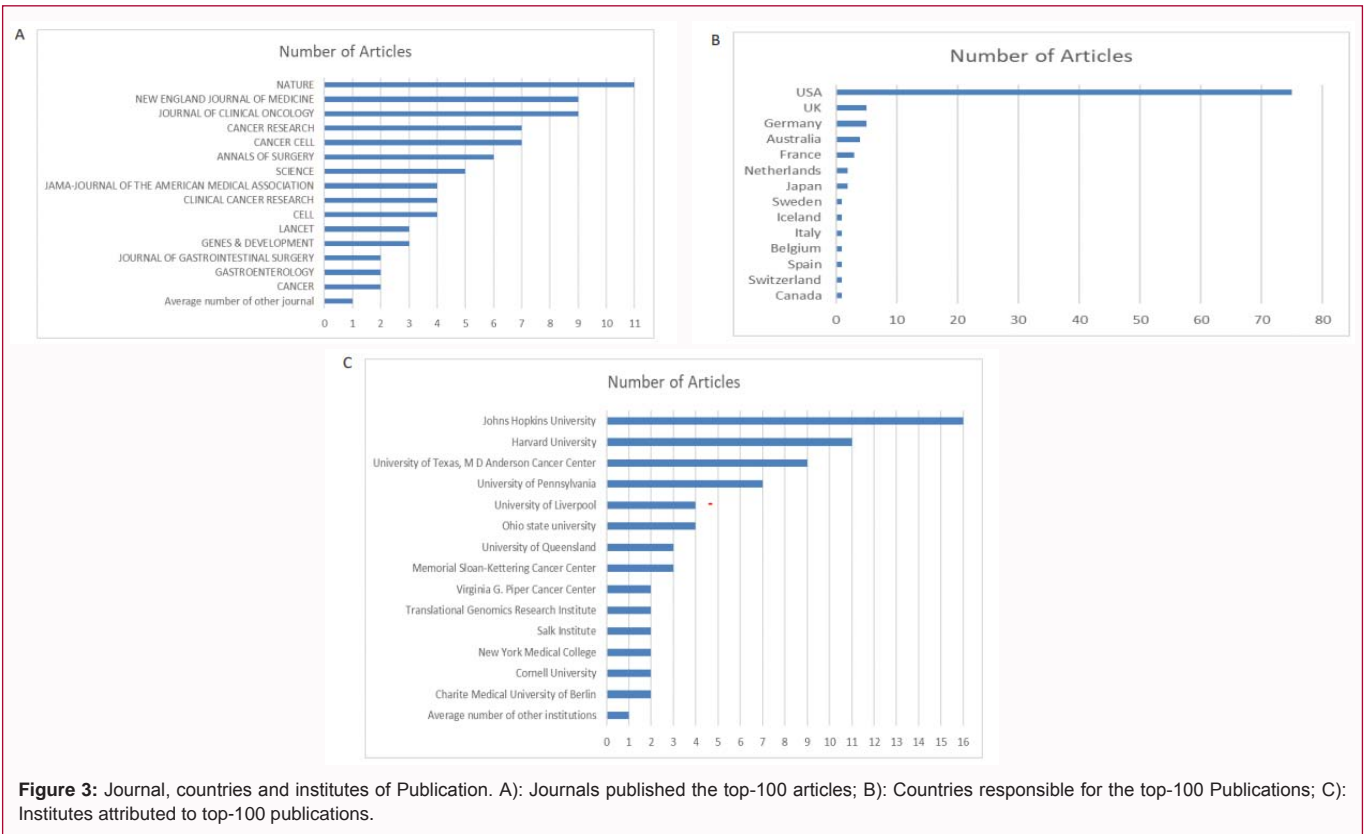 A
Number of Articles
NATURE
NEW ENGLAND JOURNAL OF MEDICINE
JOURNAL OF CLINICAL ONCOLOGY
CANCER RESEARCH
CANCER CELL
ANNALS OF SURGERY
SCIENCE
JAMA-JOURNAL OF THE AMERICAN MEDICAL ASSOCIATION
CLINICAL CANCER RESEARCH
CELL
LANCET
GENES & DEVELOPMENT
JOURNAL OF GASTROINTESTINAL SURGERY
GASTROENTEROLOGY
CANCER
Average number of other journal
0 1 2 3 4 5 6 7 8 9 10 11
B
Number of Articles
USA
UK
Germany
Australia
France
Netherlands
Japan
Sweden
Iceland
Italy
Belgium
Spain
Switzerland
Canada
0 10 20 30 40 50 60 70 80
C
Number of Articles
Johns Hopkins University
Harvard University
University of Texas, M D Anderson Cancer Center
University of Pennsylvania
University of Liverpool
Ohio state university
University of Queensland
Memorial Sloan-Kettering Cancer Center
Virginia G. Piper Cancer Center
Translational Genomics Research Institute
Salk Institute
New York Medical College
Cornell University
Charite Medical University of Berlin
Average number of other institutions
0 1 2 3 4 5 6 7 8 9 10 11 12 13 14 15 16
Figure 3: Journal, countries and institutes of Publication. A): Journals published the top-100 articles; B): Countries responsible for the top-100 Publications; C):
Institutes attributed to top-100 publications.